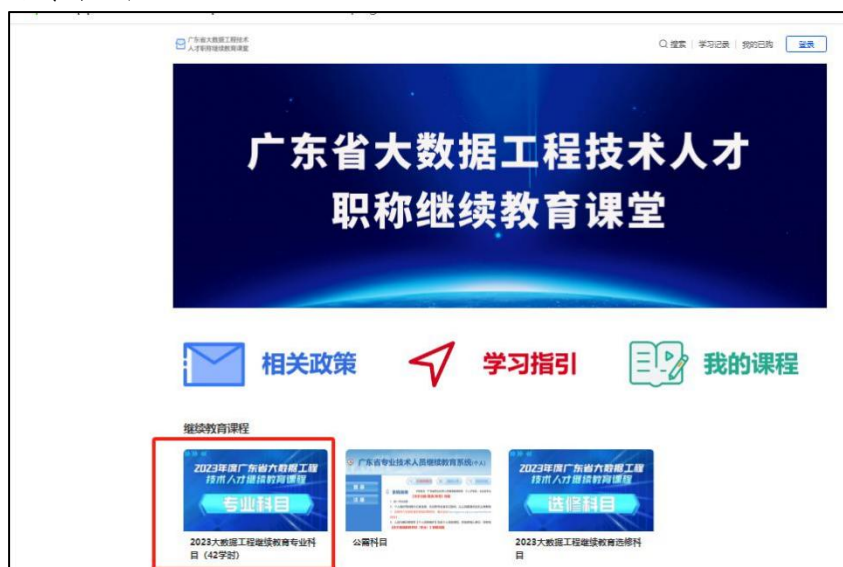 广东省大数据工程技术
人才职称继续教育课堂
搜索
学习记录
我的已购
登录
广东省大数据工程技术人才
职称继续教育课堂
相关政策
学习指引
我的课程
继续教育课程
2023年度广东省大数据工程
技术人才继续教育课程
专业科目
广东省专业技术人员继续教育系统(个人)
2023年度广东省大数据工程
技术人才继续教育课程
选修科目
2023大数据工程继续教育专业科
目（42学时）
公需科目
2023大数据工程继续教育选修科
目